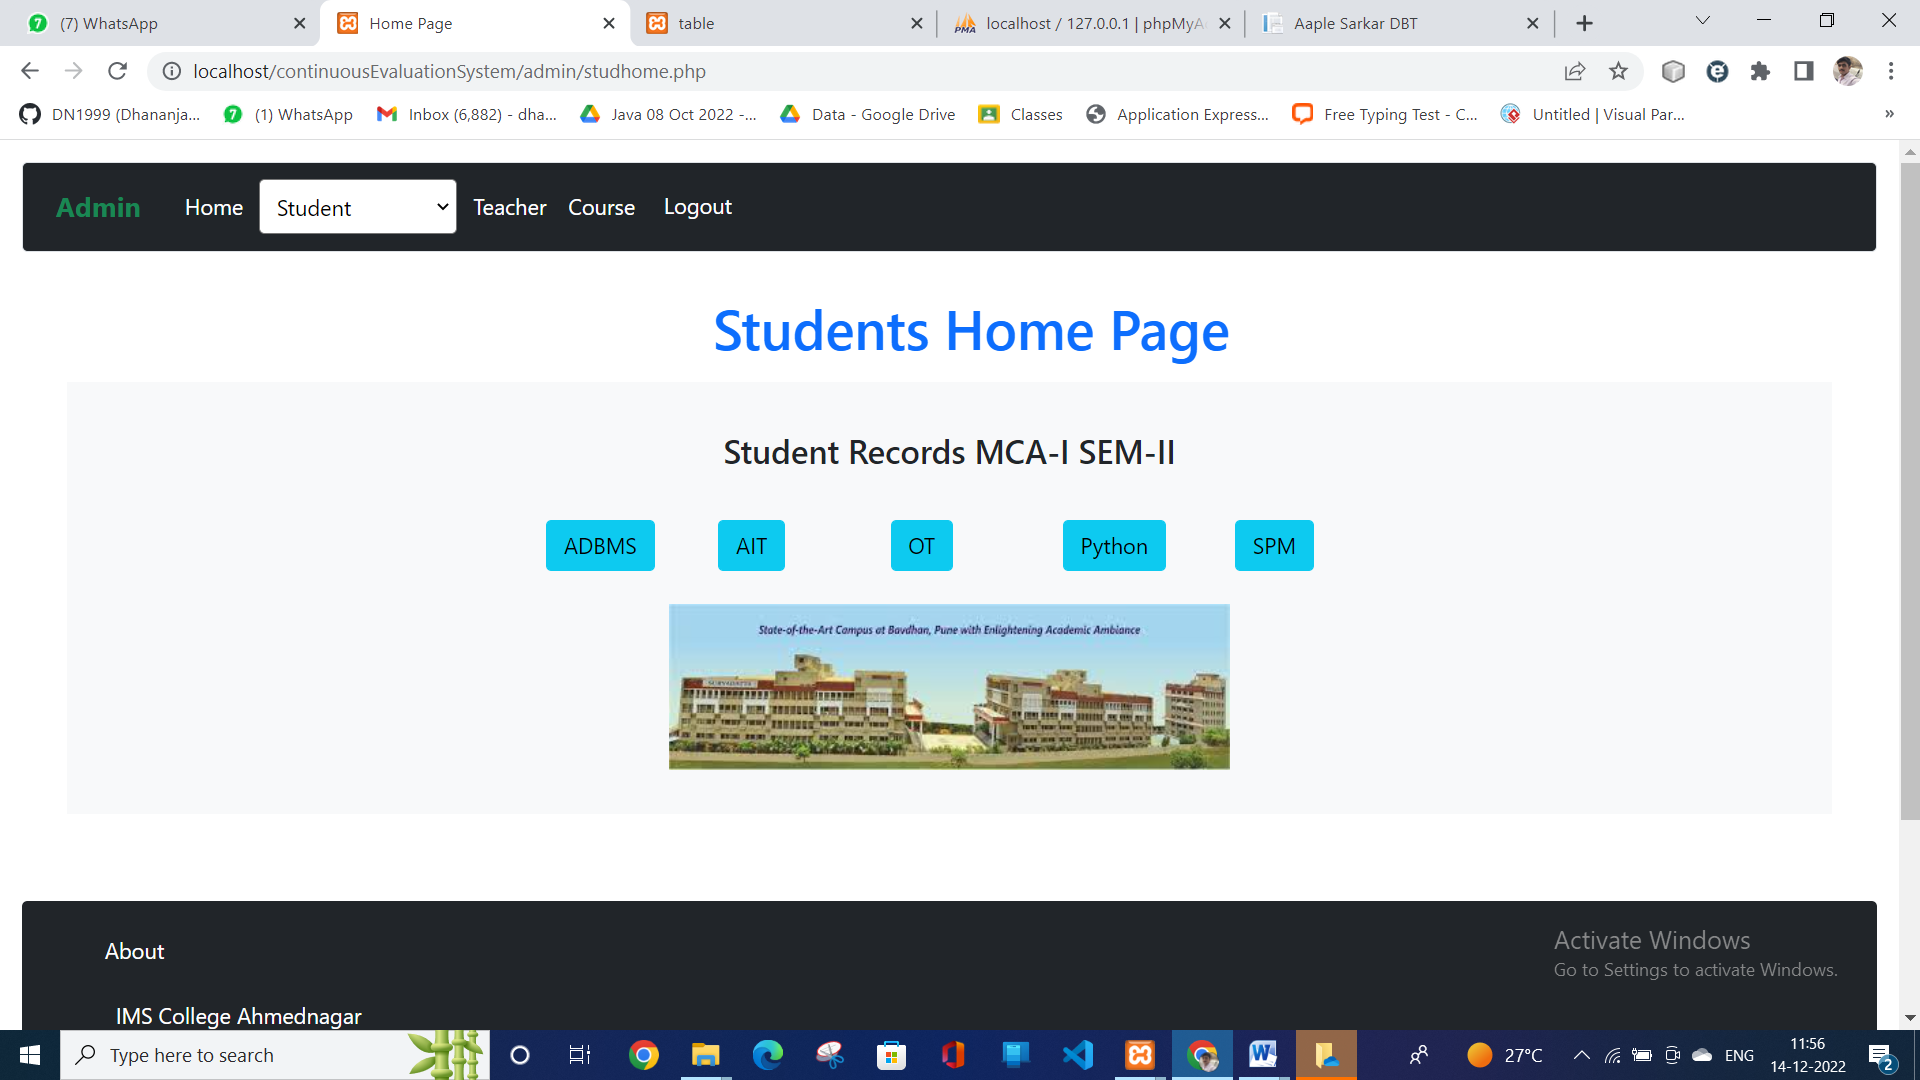 (7) WhatsApp
Home Page
table
localhost / 127.0.0.1 | phpMyA
Aaple Sarkar DBT
localhost/continuousEvaluationSystem/admin/studhome.php
DN1999 (Dhananja...
(1) WhatsApp
Inbox (6,882) - dha...
Java 08 Oct 2022 -...
Data - Google Drive
Classes
Application Express...
Free Typing Test - C...
Untitled | Visual Par...
»
Admin
Home
Student
Teacher
Course
Logout
Students Home Page
Student Records MCA-I SEM-II
ADBMS
AIT
OT
Python
SPM
State-of-the-Art Campus at Bavdhan, Pune with Enlightening Academic Ambiance
SURYADATTA
About
IMS College Ahmednagar
Activate Windows
Go to Settings to activate Windows.
Type here to search
27°C
ENG
11:56
14-12-2022
2